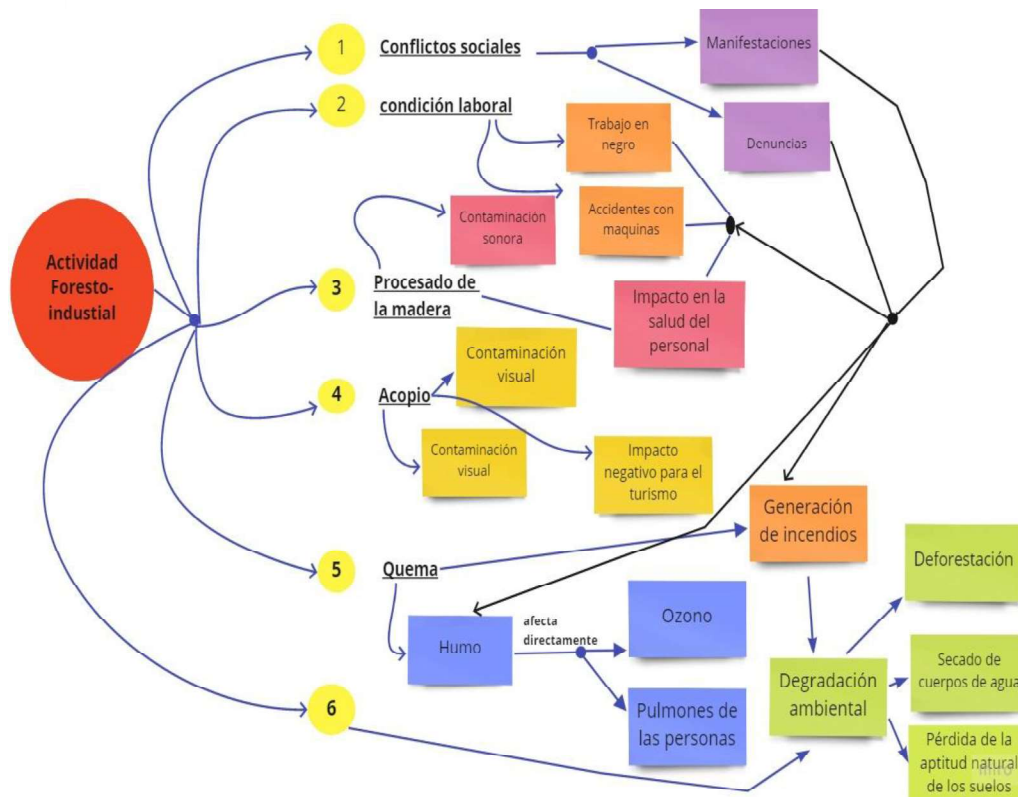 1
Conflictos sociales
Manifestaciones
2
condición laboral
Trabajo en
negro
Denuncias
Contaminación
sonora
Accidentes con
maquinas
Actividad
Foresto-
industial
3
Procesado de
la madera
Impacto en la
salud del
personal
Contaminación
visual
4
Acopio
Contaminación
visual
Impacto
negativo para el
turismo
Generación
de incendios
5
Quema
Deforestación
afecta
directamente
Humo
Ozono
Degradación
ambiental
Secado de
cuerpos de agua
6
Pulmones de
las personas
Pérdida de la
aptitud natural
de los suelos
miro